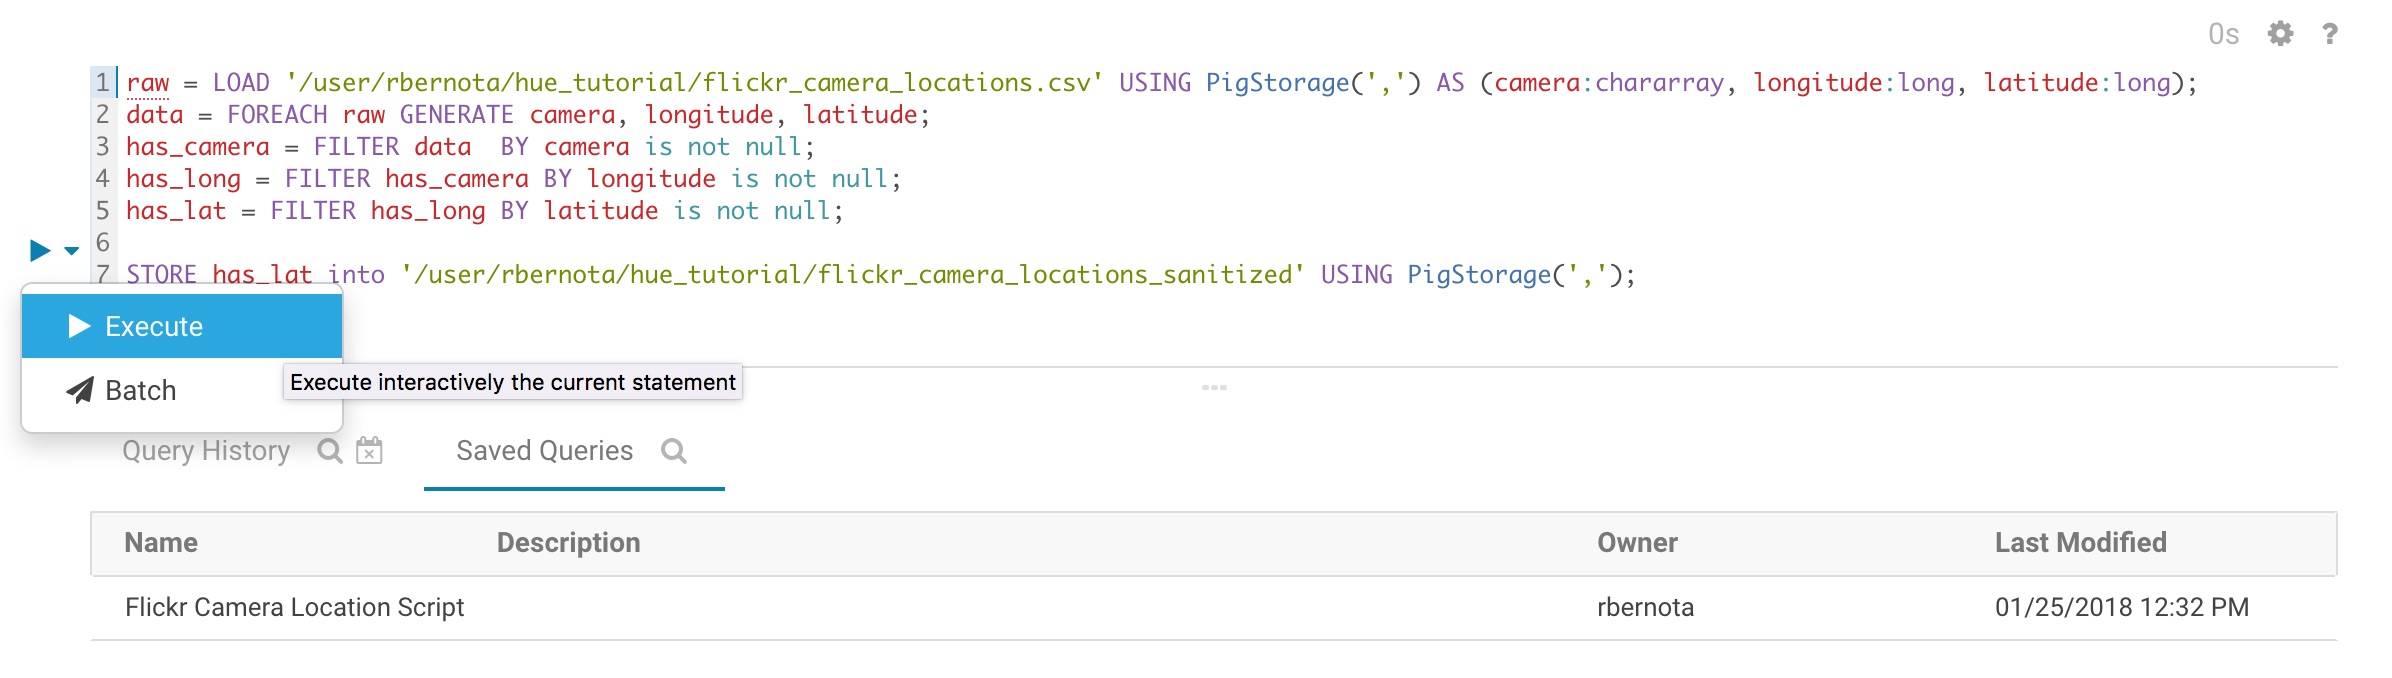 0s ?
1 raw = LOAD '/user/rbernota/hue_tutorial/flickr_camera_locations.csv' USING PigStorage(',') AS (camera:chararray, longitude:long, latitude:long);
2 data = FOREACH raw GENERATE camera, longitude, latitude;
3 has_camera = FILTER data  BY camera is not null;
4 has_long = FILTER has_camera BY longitude is not null;
5 has_lat = FILTER has_long BY latitude is not null;
6
7 STORE has_lat into '/user/rbernota/hue_tutorial/flickr_camera_locations_sanitized' USING PigStorage(',');
Execute
Execute interactively the current statement
Batch
Query History Saved Queries
Name Description Owner Last Modified
Flickr Camera Location Script rbernota 01/25/2018 12:32 PM